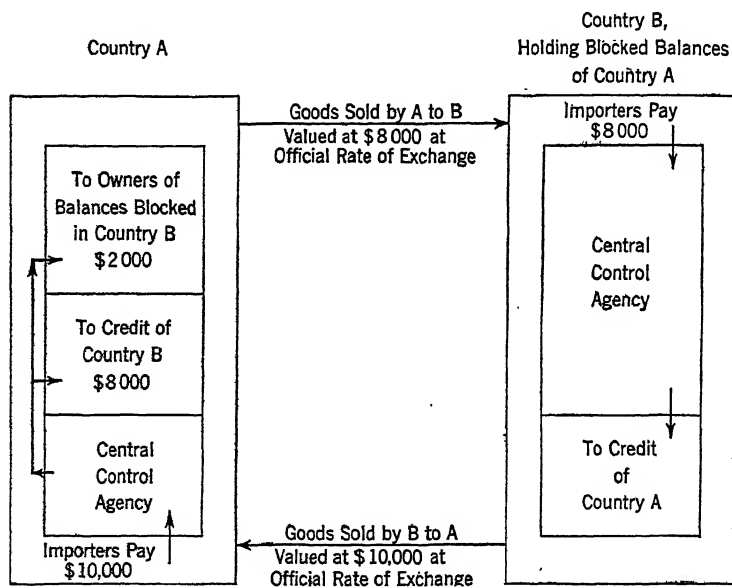 Country A
To Owners of
Balances Blocked
in Country B
$2000
To Credit of
Country B
$8000
Central
Control
Agency
Importers Pay
$10,000
Goods Sold by A to B
Valued at $8000 at
Official Rate of Exchange
Goods Sold by B to A
Valued at $10,000 at
Official Rate of Exchange
Country B,
Holding Blocked Balances
of Country A
Importers Pay
$8000
Central
Control
Agency
To Credit
of
Country A